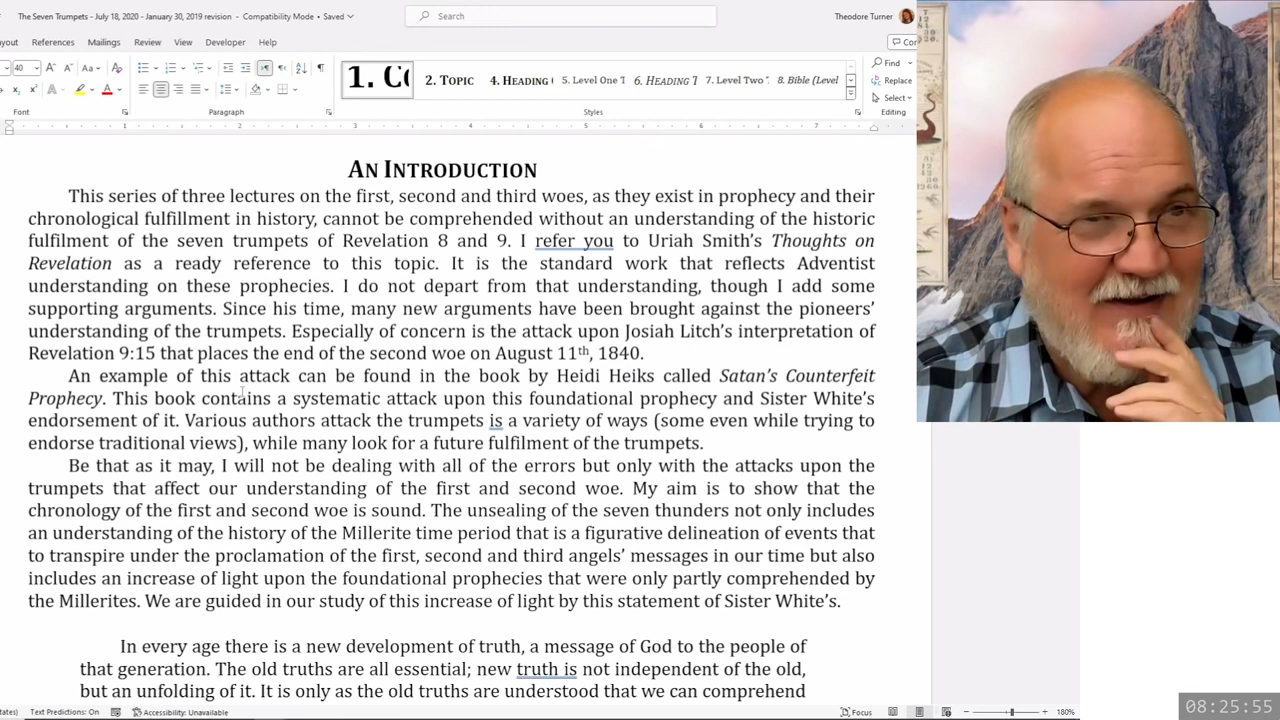 The Seven Trumpets - July 18, 2020 - January 30, 2019 revision - Compatibility Mode - Saved
Search
Theodore Turner
ayout References Mailings Review View Developer Help
40 Aa
Find
1. Co 2. Topic 4. Heading 5. Level One T 6. Heading T 7. Level Two 8. Bible (Level
Replace
Select
Font Paragraph Styles
1 2 3 4 5 6 7
An Introduction
This series of three lectures on the first, second and third woes, as they exist in prophecy and their
chronological fulfillment in history, cannot be comprehended without an understanding of the historic
fulfilment of the seven trumpets of Revelation 8 and 9. I refer you to Uriah Smith’s Thoughts on
Revelation as a ready reference to this topic. It is the standard work that reflects Adventist
understanding on these prophecies. I do not depart from that understanding, though I add some
supporting arguments. Since his time, many new arguments have been brought against the pioneers’
understanding of the trumpets. Especially of concern is the attack upon Josiah Litch’s interpretation of
Revelation 9:15 that places the end of the second woe on August 11th, 1840.
An example of this attack can be found in the book by Heidi Heiks called Satan’s Counterfeit
Prophecy. This book contains a systematic attack upon this foundational prophecy and Sister White’s
endorsement of it. Various authors attack the trumpets is a variety of ways (some even while trying to
endorse traditional views), while many look for a future fulfilment of the trumpets.
Be that as it may, I will not be dealing with all of the errors but only with the attacks upon the
trumpets that affect our understanding of the first and second woe. My aim is to show that the
chronology of the first and second woe is sound. The unsealing of the seven thunders not only includes
an understanding of the history of the Millerite time period that is a figurative delineation of events that
to transpire under the proclamation of the first, second and third angels’ messages in our time but also
includes an increase of light upon the foundational prophecies that were only partly comprehended by
the Millerites. We are guided in our study of this increase of light by this statement of Sister White’s.
In every age there is a new development of truth, a message of God to the people of
that generation. The old truths are all essential; new truth is not independent of the old,
but an unfolding of it. It is only as the old truths are understood that we can comprehend
tates) Text Predictions: On Accessibility: Unavailable Focus 180%
08:25:55